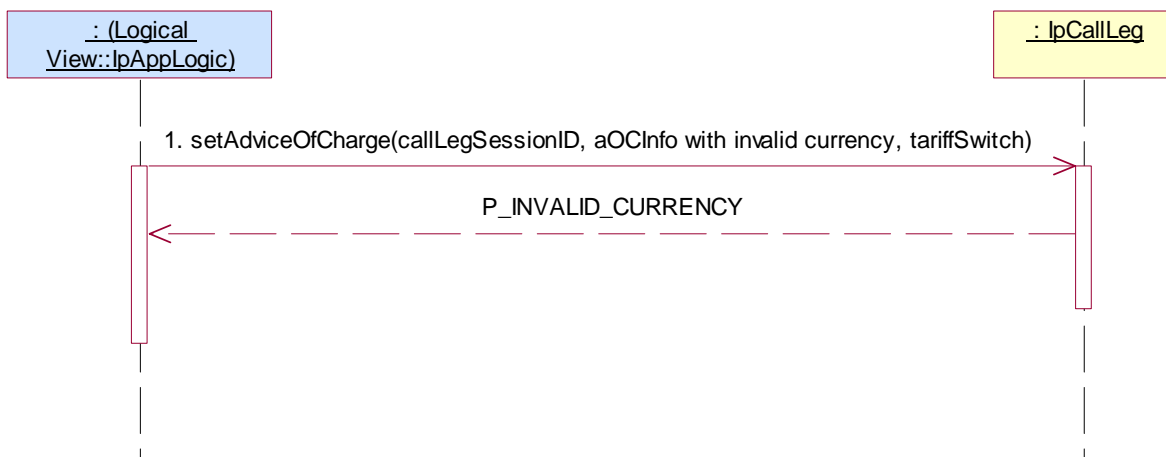 : (Logical
View::IpAppLogic)
: IpCallLeg
1. setAdviceOfCharge(callLegSessionID, aOCInfo with invalid currency, tariffSwitch)
P_INVALID_CURRENCY